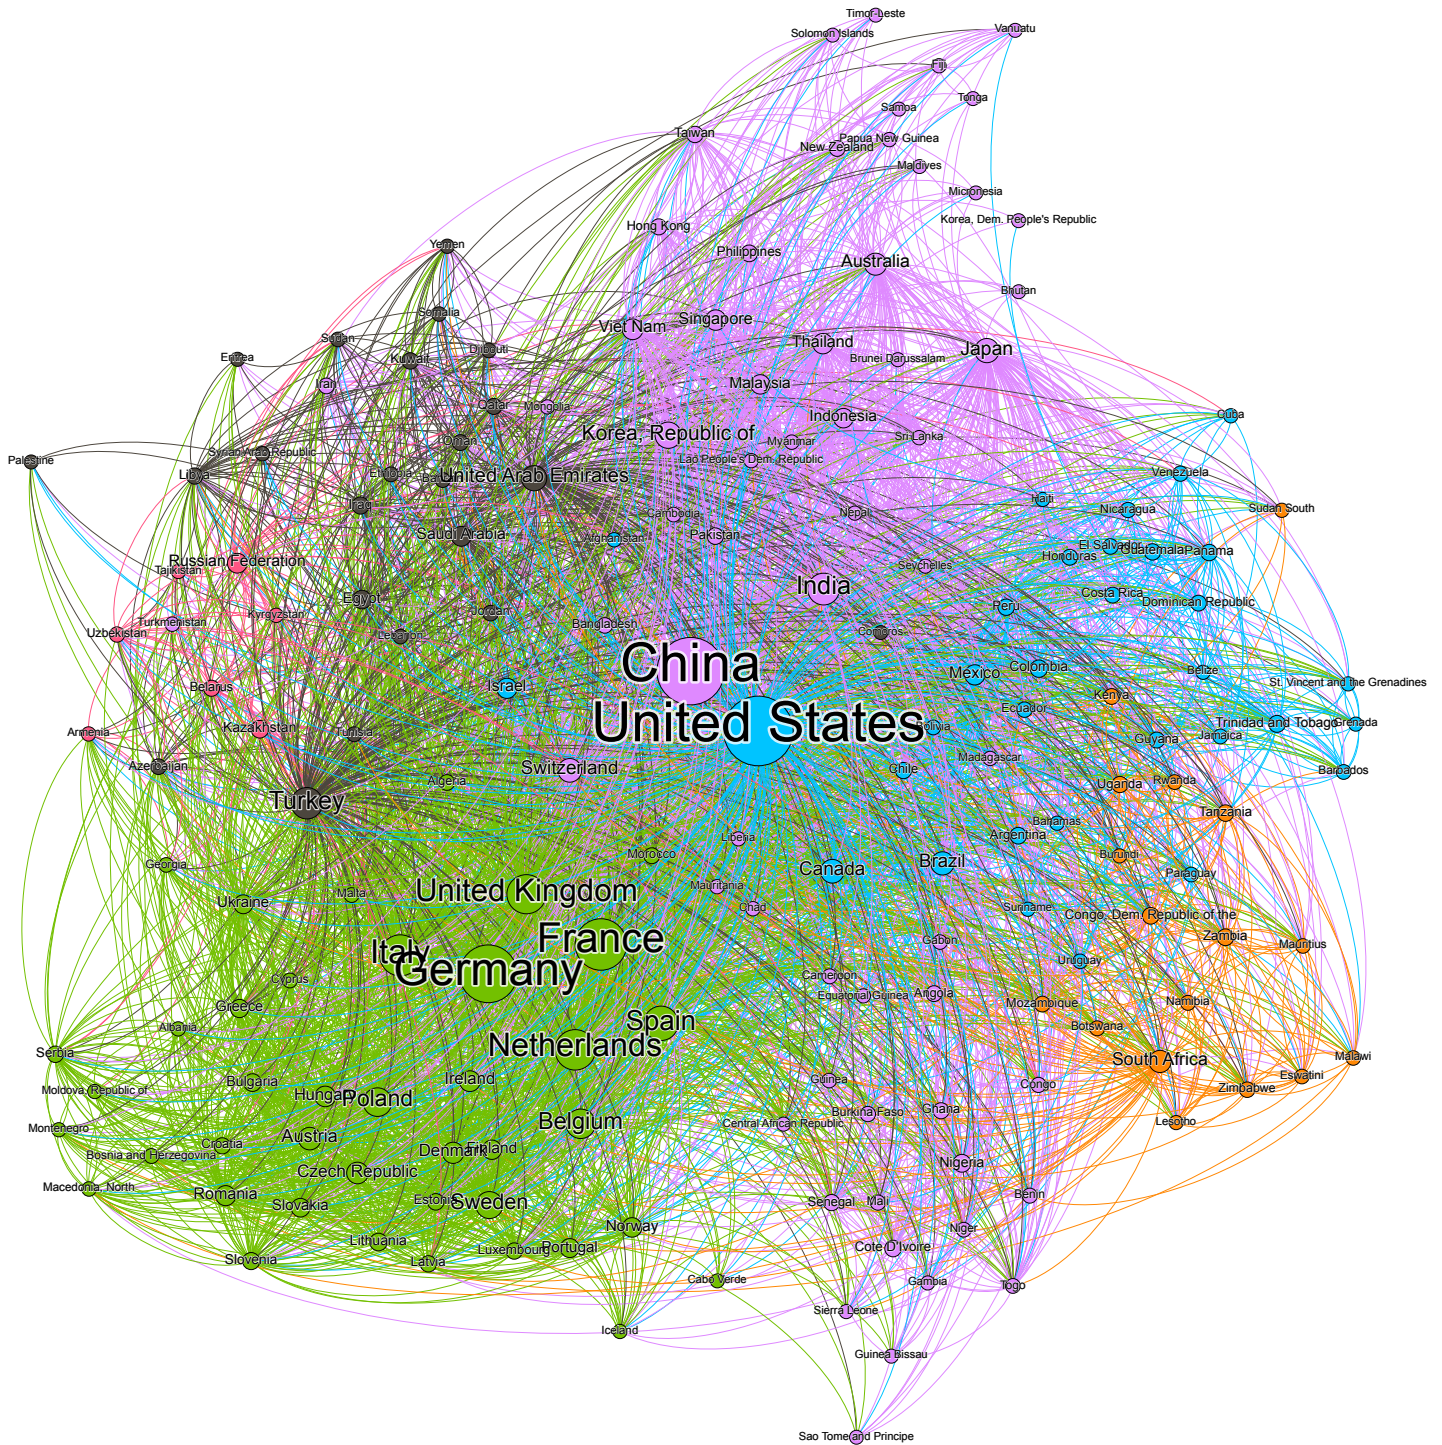 Timor-Leste
Solomon Islands
Vanuatu
Fiji
Tonga
Samoa
Taiwan
Papua New Guinea
New Zealand
Maldives
Micronesia
Korea, Dem. People's Republic
Hong Kong
Yemen
Philippines
Australia
Bhutan
Somalia
Singapore
Viet Nam
Sudan
Thailand
Japan
Djibouti
Eritrea
Kuwait
Brunei Darussalam
Iran
Malaysia
Qatar
Mongolia
Indonesia
Cuba
Korea, Republic of
Myanmar
Sri Lanka
Oman
Syrian Arab Republic
Palestine
Lao People's Dem. Republic
Libya
Ethiopia
United Arab Emirates
Venezuela
Haiti
Iraq
Nicaragua
Sudan South
Cambodia
Nepal
Saudi Arabia
Pakistan
Afghanistan
El Salvador
Guatemala
Panama
Honduras
Russian Federation
Tajikistan
Seychelles
India
Costa Rica
Egypt
Dominican Republic
Peru
Jordan
Kyrgyzstan
Turkmenistan
Bangladesh
Uzbekistan
Lebanon
Comoros
China
Colombia
Mexico
Belize
St. Vincent and the Grenadines
Israel
Belarus
Kenya
Ecuador
United States
Trinidad and Tobago
Grenada
Kazakhstan
Bolivia
Armenia
Tunisia
Jamaica
Guyana
Madagascar
Azerbaijan
Switzerland
Chile
Barbados
Algeria
Uganda
Rwanda
Turkey
Tanzania
Bahamas
Argentina
Liberia
Morocco
Burundi
Georgia
Brazil
Canada
Paraguay
Mauritania
United Kingdom
Malta
Ukraine
Chad
Suriname
Congo, Dem. Republic of the
France
Zambia
Gabon
Mauritius
Italy
Uruguay
Germany
Cameroon
Cyprus
Equatorial Guinea
Angola
Mozambique
Namibia
Greece
Spain
Albania
Botswana
Netherlands
Serbia
Malawi
South Africa
Eswatini
Ireland
Guinea
Bulgaria
Congo
Zimbabwe
Moldova, Republic of
Hungary
Poland
Ghana
Burkina Faso
Belgium
Central African Republic
Lesotho
Montenegro
Austria
Croatia
Denmark
Finland
Bosnia and Herzegovina
Nigeria
Czech Republic
Macedonia, North
Romania
Benin
Estonia
Sweden
Senegal
Mali
Slovakia
Norway
Niger
Lithuania
Luxembourg
Portugal
Cote D'Ivoire
Slovenia
Latvia
Cabo Verde
Gambia
Togo
Sierra Leone
Iceland
Guinea Bissau
Sao Tome and Principe